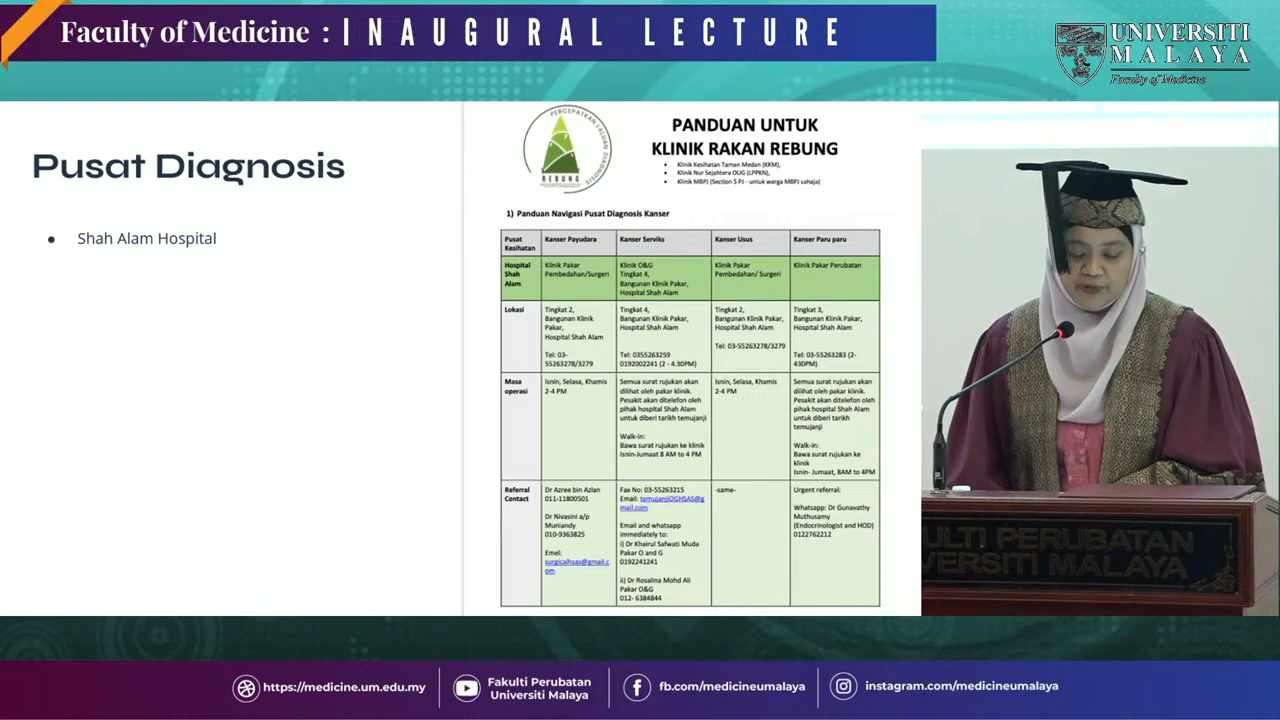 Faculty of Medicine : INAUGURAL LECTURE
UNIVERSITI
MALAYA
Faculty of Medicine
Pusat Diagnosis
• Shah Alam Hospital
PERCEPATKAN LALUAN DIAGNOSIS
REBUNG
PANDUAN UNTUK
KLINIK RAKAN REBUNG
• Klinik Kesihatan Taman Medan (KKM),
• Klinik Nur Sejahtera OUG (LPPKN),
• Klinik MBPJ (Section 5 PJ - untuk warga MBPJ sahaja)
1) Panduan Navigasi Pusat Diagnosis Kanser
Pusat
Kesihatan
Kanser Payudara
Kanser Serviks
Kanser Usus
Kanser Paru paru
Hospital
Shah
Alam
Klinik Pakar
Pembedahan/Surgeri
Klinik O&G
Tingkat 4,
Bangunan Klinik Pakar,
Hospital Shah Alam
Klinik Pakar
Pembedahan/ Surgeri
Klinik Pakar Perubatan
Lokasi
Tingkat 2,
Bangunan Klinik
Pakar,
Hospital Shah Alam
Tel: 03-
55263278/3279
Tingkat 4,
Bangunan Klinik Pakar,
Hospital Shah Alam
Tel: 0355263259
0192002241 (2 - 4.30PM)
Tingkat 2,
Bangunan Klinik Pakar,
Hospital Shah Alam
Tel: 03-55263278/3279
Tingkat 3,
Bangunan Klinik Pakar,
Hospital Shah Alam
Tel: 03-55263283 (2-
430PM)
Masa
operasi
Isnin, Selasa, Khamis
2-4 PM
Semua surat rujukan akan
dilihat oleh pakar klinik.
Pesakit akan ditelefon oleh
pihak hospital Shah Alam
untuk diberi tarikh temujanji
Walk-in:
Bawa surat rujukan ke klinik
Isnin-Jumaat 8 AM to 4 PM
Isnin, Selasa, Khamis
2-4 PM
Semua surat rujukan akan
dilihat oleh pakar klinik.
Pesakit akan ditelefon oleh
pihak hospital Shah Alam
untuk diberi tarikh
temujanji
Walk-in:
Bawa surat rujukan ke
klinik
Isnin- Jumaat, 8AM to 4PM
Referral
Contact
Dr Azree bin Azlan
011-11800501
Dr Nivasini a/p
Muniandy
010-9363825
Emel:
surgicalhsas@gmail.c
om
Fax No: 03-55263215
Email: temujanjiOGHSAS@g
mail.com
Email and whatsapp
immediately to:
i) Dr Khairul Safwati Muda
Pakar O and G
0192241241
ii) Dr Rosalina Mohd Ali
Pakar O&G
012- 6384844
-same-
Urgent referral:
Whatsapp: Dr Gunavathy
Muthusamy
(Endocrinologist and HOD)
0122762212
ULTI PERUBATAN
VERSITI MALAYA
https://medicine.um.edu.my
Fakulti Perubatan
Universiti Malaya
fb.com/medicineumalaya
instagram.com/medicineumalaya